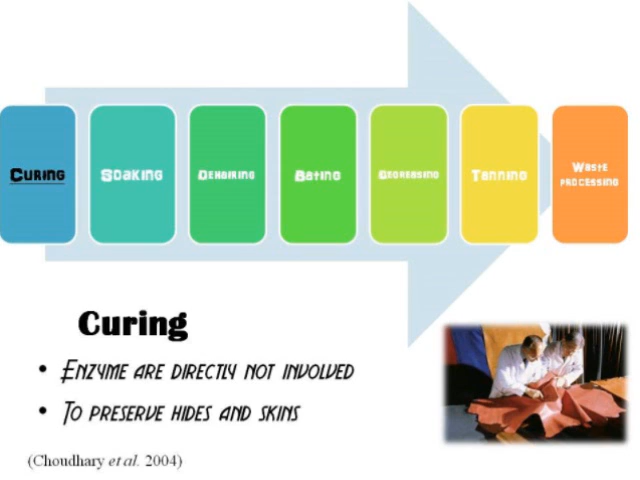 Curing
Soaking
Dehairing
Bating
Degreasing
Tanning
Waste
processing
Curing
• Enzyme are directly not involved
• To preserve hides and skins
(Choudhary et al. 2004)